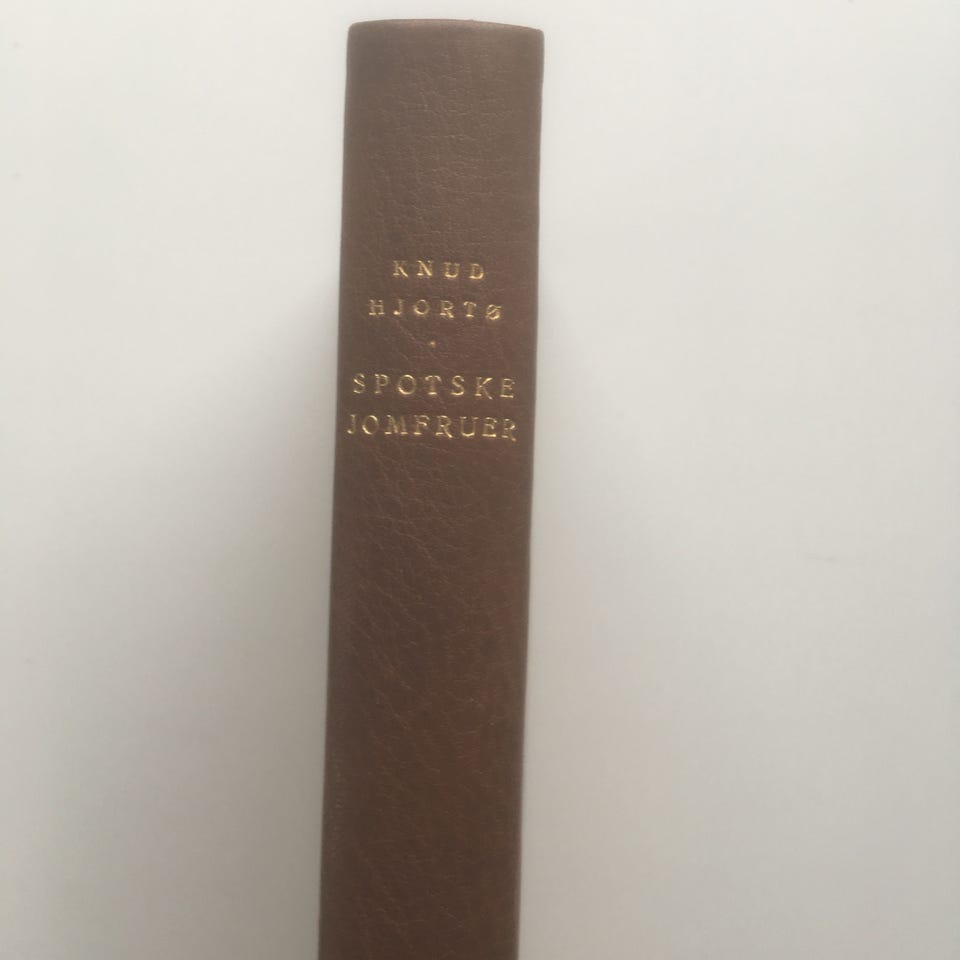 KNUD
HJORTØ
·
SPOTSKE
JOMFRUER